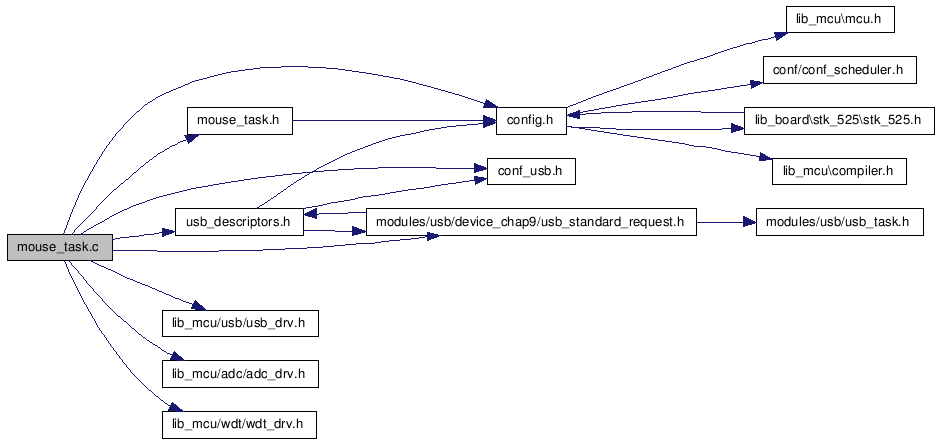 lib_mcu\mcu.h
conf/conf_scheduler.h
mouse_task.h
config.h
lib_board\stk_525\stk_525.h
conf_usb.h
lib_mcu\compiler.h
usb_descriptors.h
modules/usb/device_chap9/usb_standard_request.h
modules/usb/usb_task.h
mouse_task.c
lib_mcu/usb/usb_drv.h
lib_mcu/adc/adc_drv.h
lib_mcu/wdt/wdt_drv.h